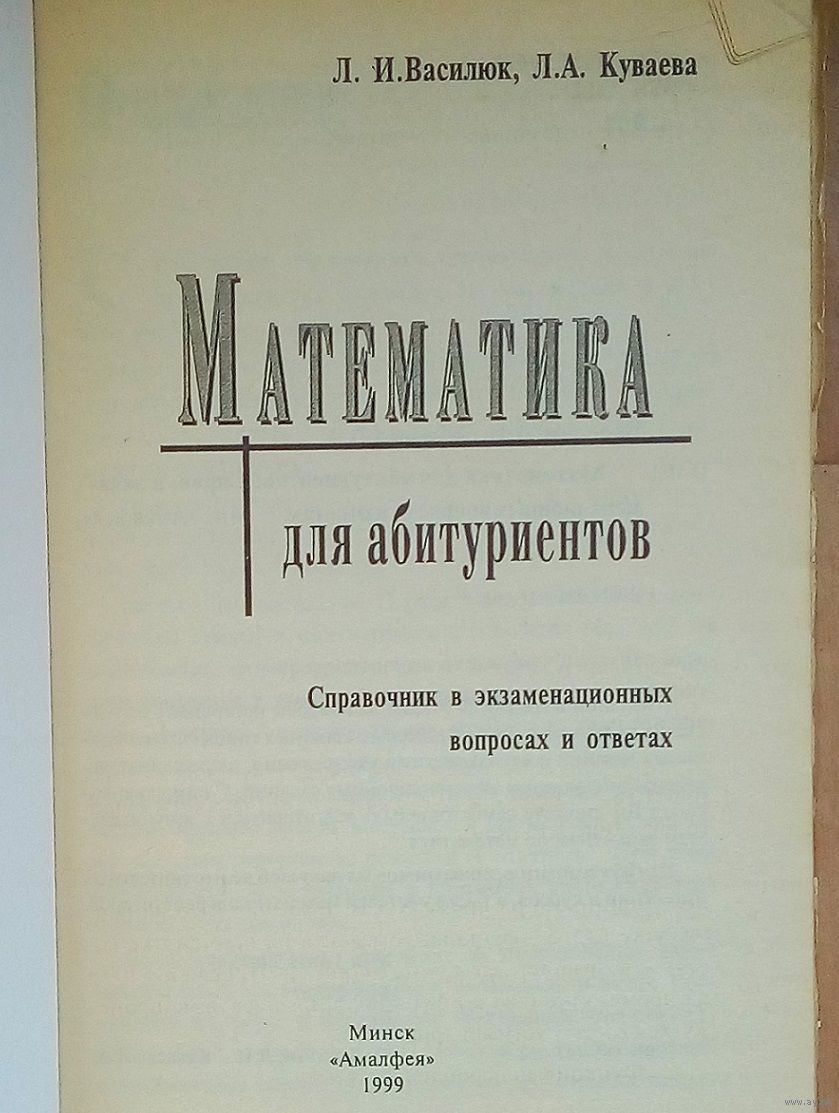 Л. И.Василюк, Л.А. Куваева
Математика
для абитуриентов
Справочник в экзаменационных
вопросах и ответах
Минск
«Амалфея»
1999